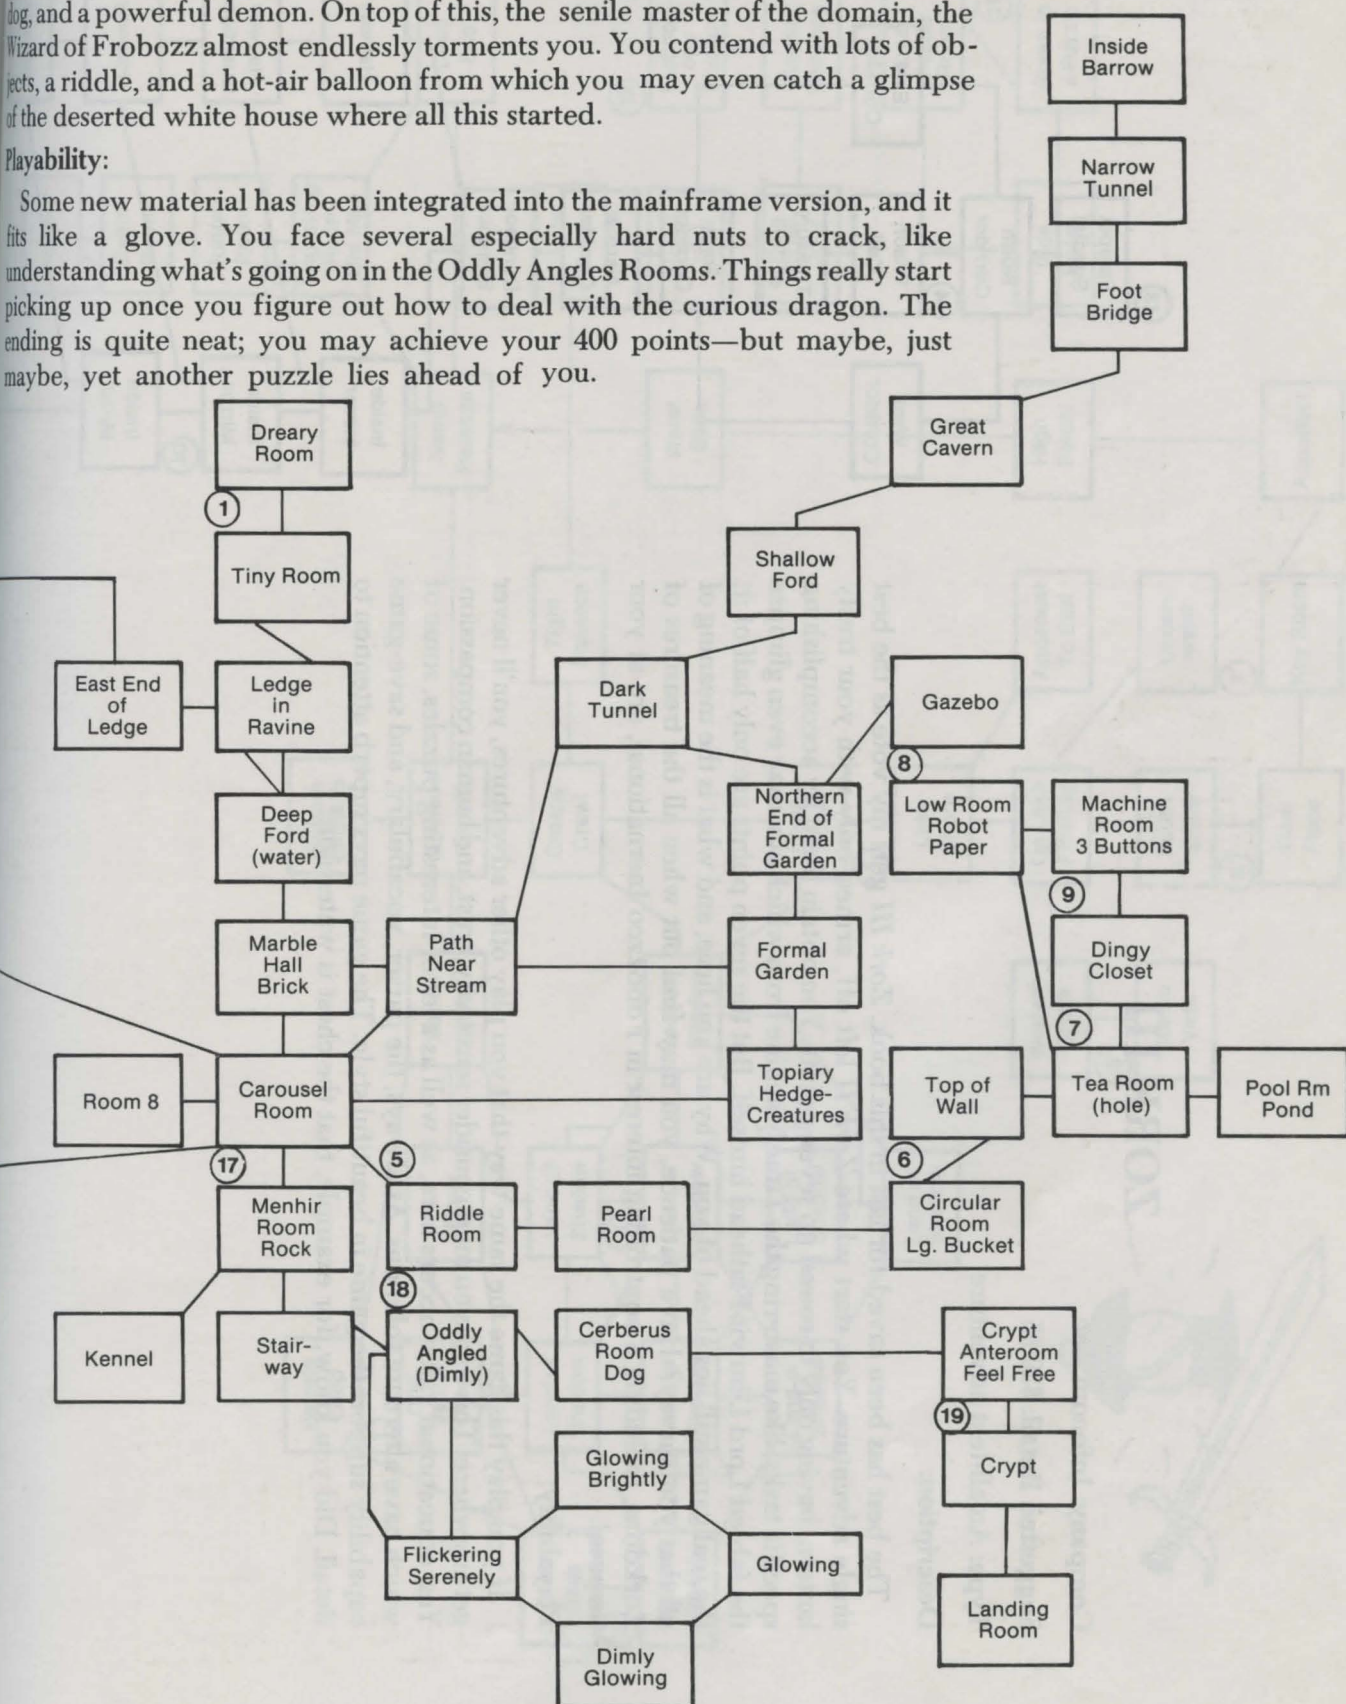 dog, and a powerful demon. On top of this, the senile master of the domain, the
Wizard of Frobozz almost endlessly torments you. You contend with lots of ob-
jects, a riddle, and a hot-air balloon from which you may even catch a glimpse
of the deserted white house where all this started.
Playability:
Some new material has been integrated into the mainframe version, and it
fits like a glove. You face several especially hard nuts to crack, like
understanding what's going on in the Oddly Angles Rooms. Things really start
picking up once you figure out how to deal with the curious dragon. The
ending is quite neat; you may achieve your 400 points—but maybe, just
maybe, yet another puzzle lies ahead of you.
Inside
Barrow
Narrow
Tunnel
Foot
Bridge
Great
Cavern
Dreary
Room
1
Tiny Room
Shallow
Ford
East End
of
Ledge
Ledge
in
Ravine
Dark
Tunnel
Gazebo
8
Deep
Ford
(water)
Northern
End of
Formal
Garden
Low Room
Robot
Paper
Machine
Room
3 Buttons
9
Marble
Hall
Brick
Path
Near
Stream
Formal
Garden
Dingy
Closet
7
Room 8
Carousel
Room
Topiary
Hedge-
Creatures
Top of
Wall
Tea Room
(hole)
Pool Rm
Pond
17
5
6
Menhir
Room
Rock
Riddle
Room
Pearl
Room
Circular
Room
Lg. Bucket
18
Kennel
Stair-
way
Oddly
Angled
(Dimly)
Cerberus
Room
Dog
Crypt
Anteroom
Feel Free
19
Glowing
Brightly
Crypt
Flickering
Serenely
Glowing
Landing
Room
Dimly
Glowing